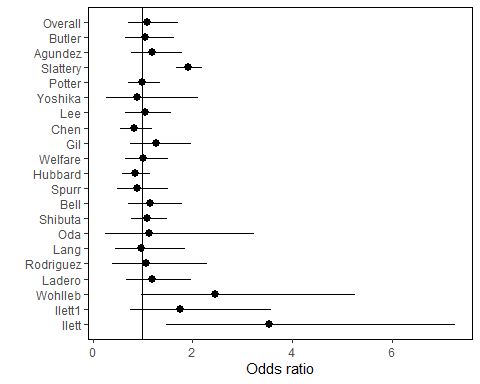 Overall
Butler
Agundez
Slattery
Potter
Yoshika
Lee
Chen
Gil
Welfare
Hubbard
Spurr
Bell
Shibuta
Oda
Lang
Rodriguez
Ladero
Wohlleb
Ilett1
Ilett
0 2 4 6
Odds ratio